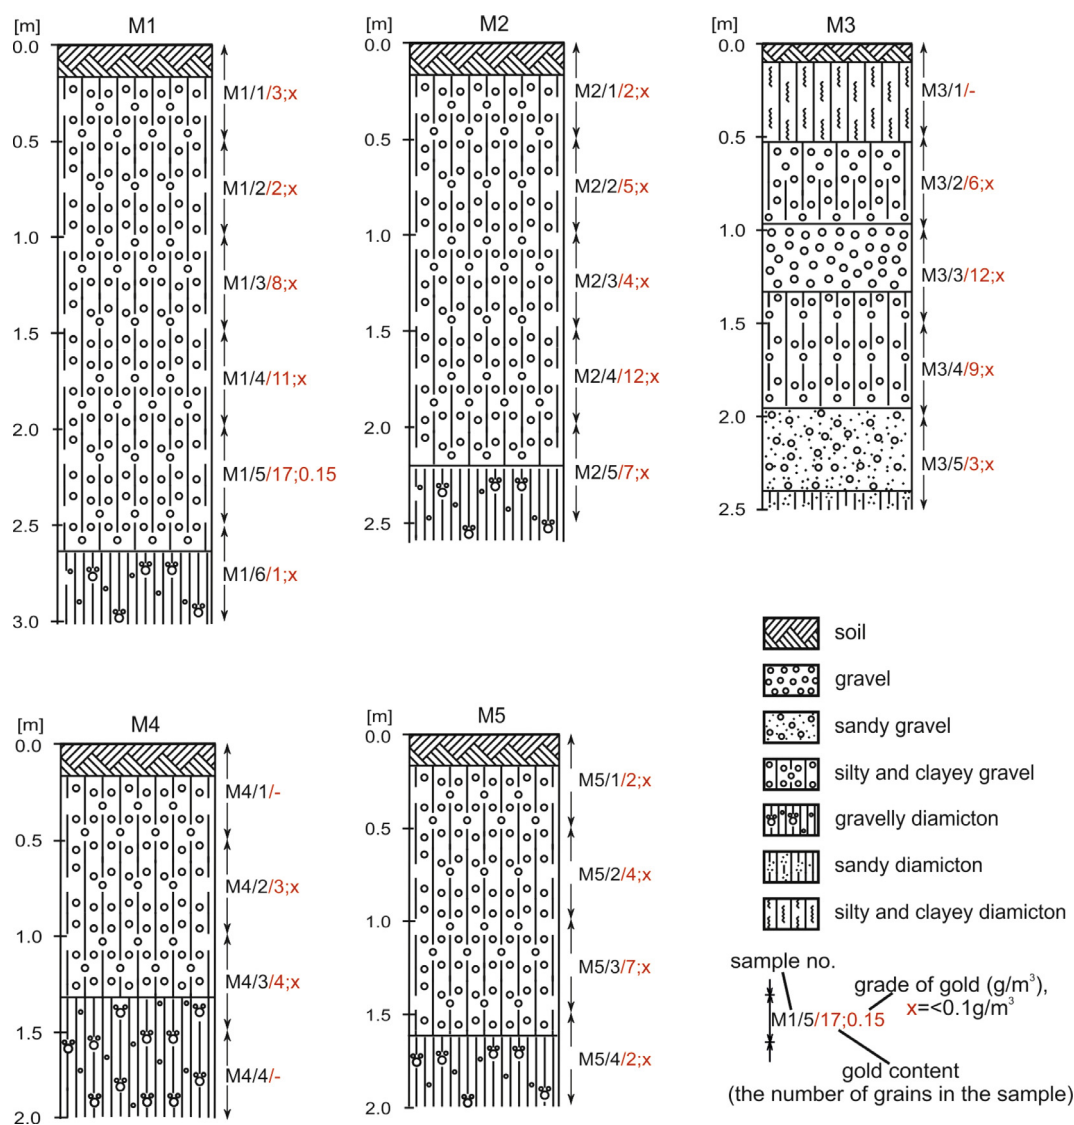 M1
[m]
0.0
M1/1/3;x
0.5
M1/2/2;x
1.0
M1/3/8;x
1.5
M1/4/11;x
2.0
M1/5/17;0.15
2.5
M1/6/1;x
3.0
M2
[m]
0.0
M2/1/2;x
0.5
M2/2/5;x
1.0
M2/3/4;x
1.5
M2/4/12;x
2.0
M2/5/7;x
2.5
M3
[m]
0.0
M3/1/-
0.5
M3/2/6;x
1.0
M3/3/12;x
1.5
M3/4/9;x
2.0
M3/5/3;x
2.5
M4
[m]
0.0
M4/1/-
0.5
M4/2/3;x
1.0
M4/3/4;x
1.5
M4/4/-
2.0
M5
[m]
0.0
M5/1/2;x
0.5
M5/2/4;x
1.0
M5/3/7;x
1.5
M5/4/2;x
2.0
soil
gravel
sandy gravel
silty and clayey gravel
gravelly diamicton
sandy diamicton
silty and clayey diamicton
sample no.
grade of gold (g/m³),
x=<0.1g/m³
M1/5/17;0.15
gold content
(the number of grains in the sample)